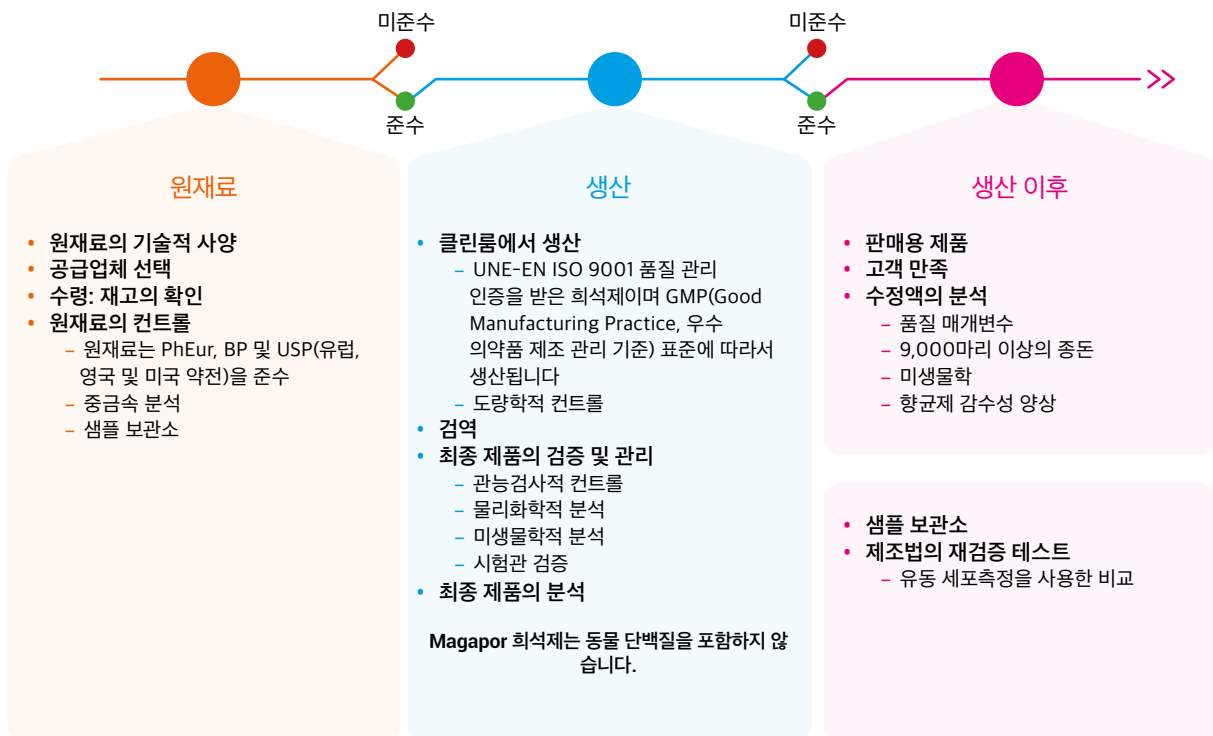 미준수
미준수
준수
준수
원재료
• 원재료의 기술적 사양
• 공급업체 선택
• 수령: 재고의 확인
• 원재료의 컨트롤
– 원재료는 PhEur, BP 및 USP(유럽,
영국 및 미국 약전)을 준수
– 중금속 분석
– 샘플 보관소
생산
• 클린룸에서 생산
– UNE-EN ISO 9001 품질 관리
인증을 받은 희석제이며 GMP(Good
Manufacturing Practice, 우수
의약품 제조 관리 기준) 표준에 따라서
생산됩니다
– 도량학적 컨트롤
• 검역
• 최종 제품의 검증 및 관리
– 관능검사적 컨트롤
– 물리화학적 분석
– 미생물학적 분석
– 시험관 검증
• 최종 제품의 분석
Magapor 희석제는 동물 단백질을 포함하지 않
습니다.
생산 이후
• 판매용 제품
• 고객 만족
• 수정액의 분석
– 품질 매개변수
– 9,000마리 이상의 종돈
– 미생물학
– 향균제 감수성 양상
• 샘플 보관소
• 제조법의 재검증 테스트
– 유동 세포측정을 사용한 비교